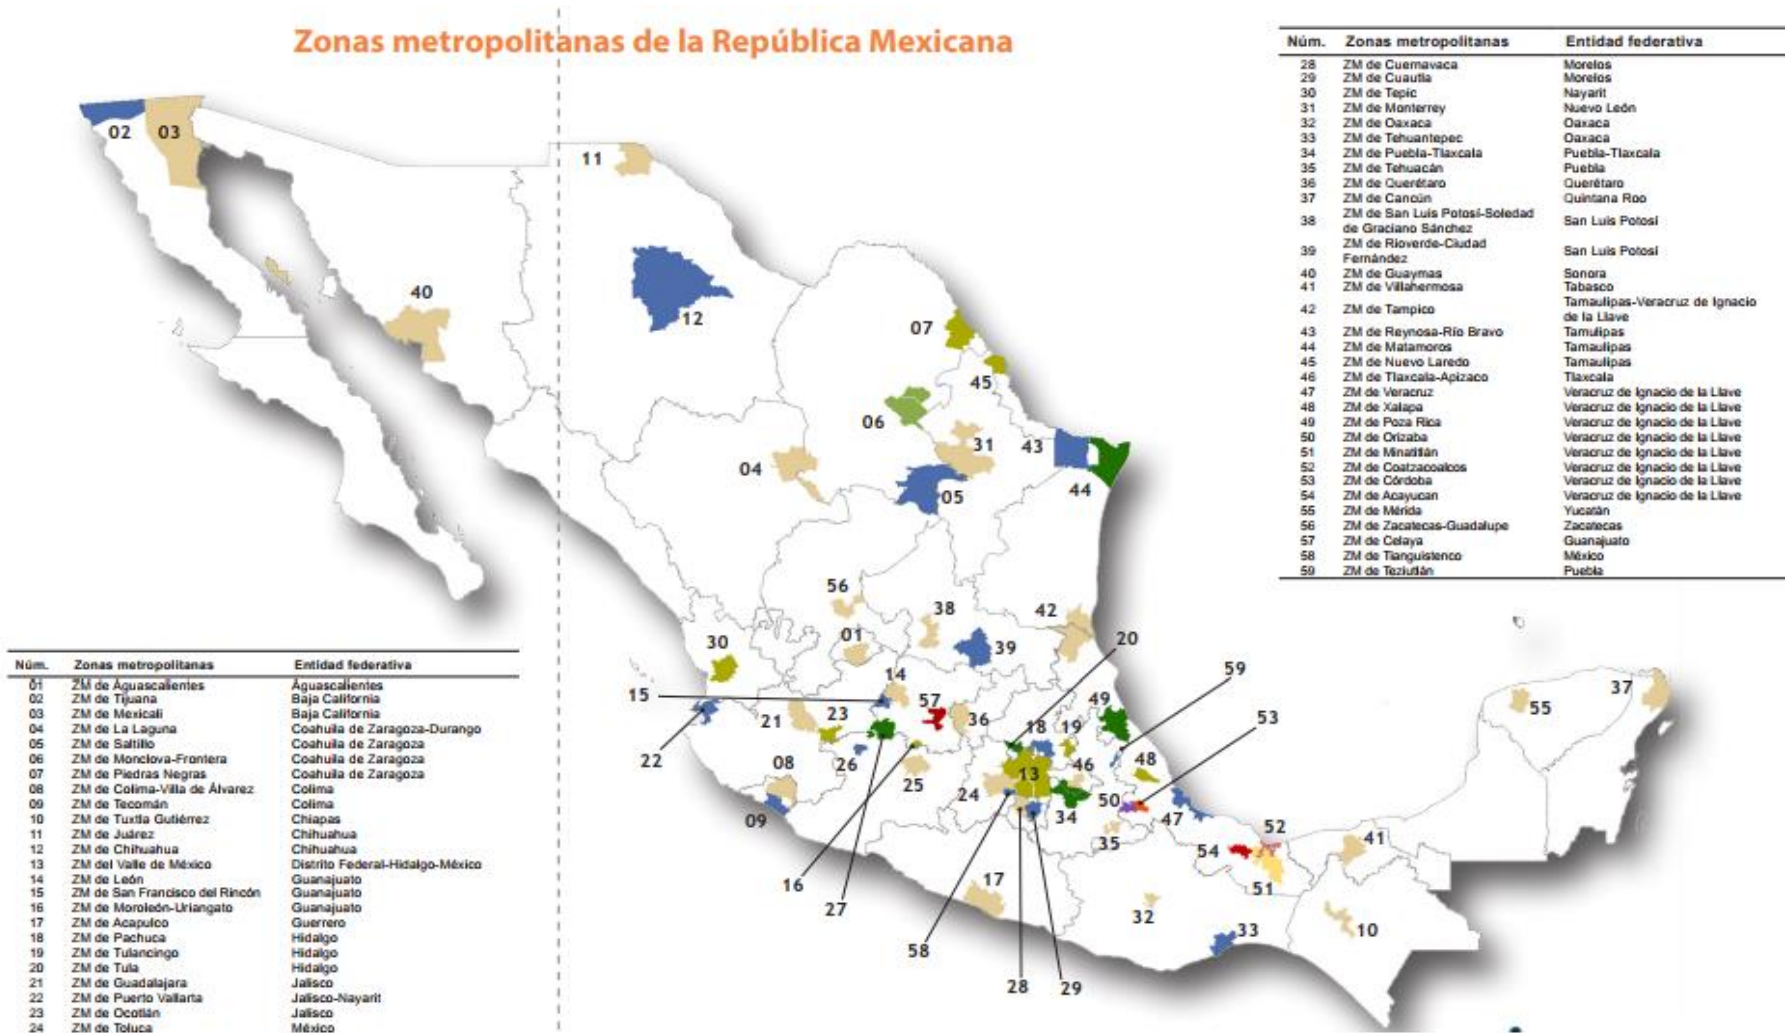 Zonas metropolitanas de la República Mexicana
Núm. Zonas metropolitanas Entidad federativa
28 ZM de Cuernavaca Morelos
29 ZM de Cuautla Morelos
30 ZM de Tepic Nayarit
31 ZM de Monterrey Nuevo León
32 ZM de Oaxaca Oaxaca
33 ZM de Tehuantepec Oaxaca
34 ZM de Puebla-Tlaxcala Puebla-Tlaxcala
35 ZM de Tehuacán Puebla
36 ZM de Querétaro Querétaro
37 ZM de Cancún Quintana Roo
38 ZM de San Luis Potosí-Soledad de Graciano Sánchez San Luis Potosí
39 ZM de Rioverde-Ciudad Fernández San Luis Potosí
40 ZM de Guaymas Sonora
41 ZM de Villahermosa Tabasco
42 ZM de Tampico Tamaulipas-Veracruz de Ignacio de la Llave
43 ZM de Reynosa-Río Bravo Tamulipas
44 ZM de Matamoros Tamaulipas
45 ZM de Nuevo Laredo Tamaulipas
46 ZM de Tlaxcala-Apizaco Tlaxcala
47 ZM de Veracruz Veracruz de Ignacio de la Llave
48 ZM de Xalapa Veracruz de Ignacio de la Llave
49 ZM de Poza Rica Veracruz de Ignacio de la Llave
50 ZM de Orizaba Veracruz de Ignacio de la Llave
51 ZM de Minatitlán Veracruz de Ignacio de la Llave
52 ZM de Coatzacoalcos Veracruz de Ignacio de la Llave
53 ZM de Córdoba Veracruz de Ignacio de la Llave
54 ZM de Acayucan Veracruz de Ignacio de la Llave
55 ZM de Mérida Yucatán
56 ZM de Zacatecas-Guadalupe Zacatecas
57 ZM de Celaya Guanajuato
58 ZM de Tianguistenco México
59 ZM de Teziutlán Puebla
02
03
11
40
12
07
45
06
31
43
04
05
44
56
38
42
20
30
01
39
59
14
15
57
49
37
55
53
21
23
36
18
19
22
26
27
08
25
13
46
48
24
50
34
47
52
41
09
35
54
51
16
17
32
10
27
58
33
28
29
Núm. Zonas metropolitanas Entidad federativa
01 ZM de Aguascalientes Aguascalientes
02 ZM de Tijuana Baja California
03 ZM de Mexicali Baja California
04 ZM de La Laguna Coahuila de Zaragoza-Durango
05 ZM de Saltillo Coahuila de Zaragoza
06 ZM de Monclova-Frontera Coahuila de Zaragoza
07 ZM de Piedras Negras Coahuila de Zaragoza
08 ZM de Colima-Villa de Álvarez Colima
09 ZM de Tecomán Colima
10 ZM de Tuxtla Gutiérrez Chiapas
11 ZM de Juárez Chihuahua
12 ZM de Chihuahua Chihuahua
13 ZM del Valle de México Distrito Federal-Hidalgo-México
14 ZM de León Guanajuato
15 ZM de San Francisco del Rincón Guanajuato
16 ZM de Moroleón-Uriangato Guanajuato
17 ZM de Acapulco Guerrero
18 ZM de Pachuca Hidalgo
19 ZM de Tulancingo Hidalgo
20 ZM de Tula Hidalgo
21 ZM de Guadalajara Jalisco
22 ZM de Puerto Vallarta Jalisco-Nayarit
23 ZM de Ocotlán Jalisco
24 ZM de Toluca México